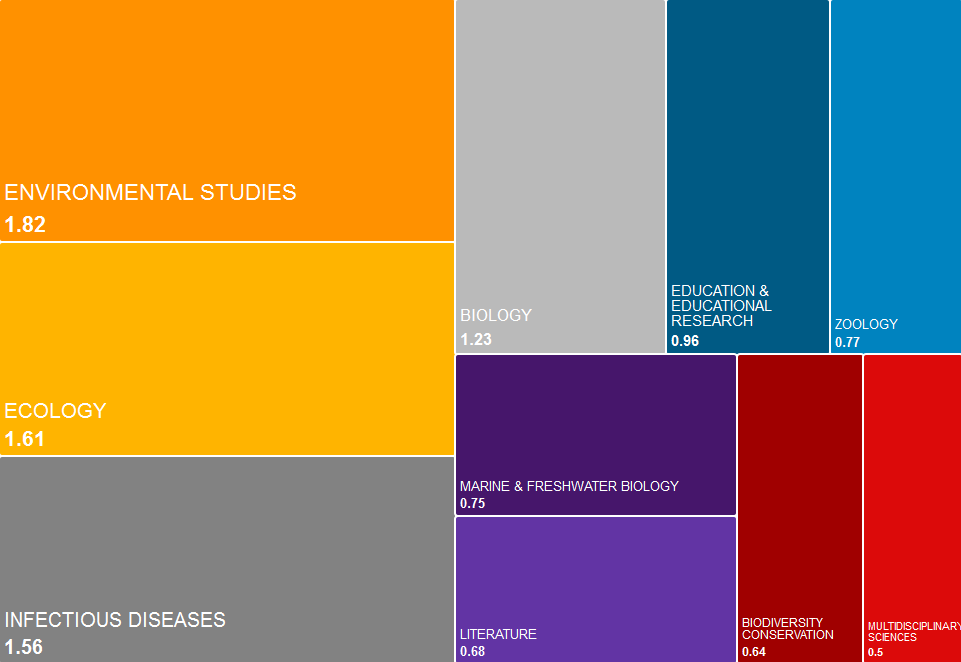 ENVIRONMENTAL STUDIES
1.82
ECOLOGY
1.61
INFECTIOUS DISEASES
1.56
BIOLOGY
1.23
EDUCATION &
EDUCATIONAL
RESEARCH
0.96
ZOOLOGY
0.77
MARINE & FRESHWATER BIOLOGY
0.75
LITERATURE
0.68
BIODIVERSITY
CONSERVATION
0.64
MULTIDISCIPLINARY
SCIENCES
0.5